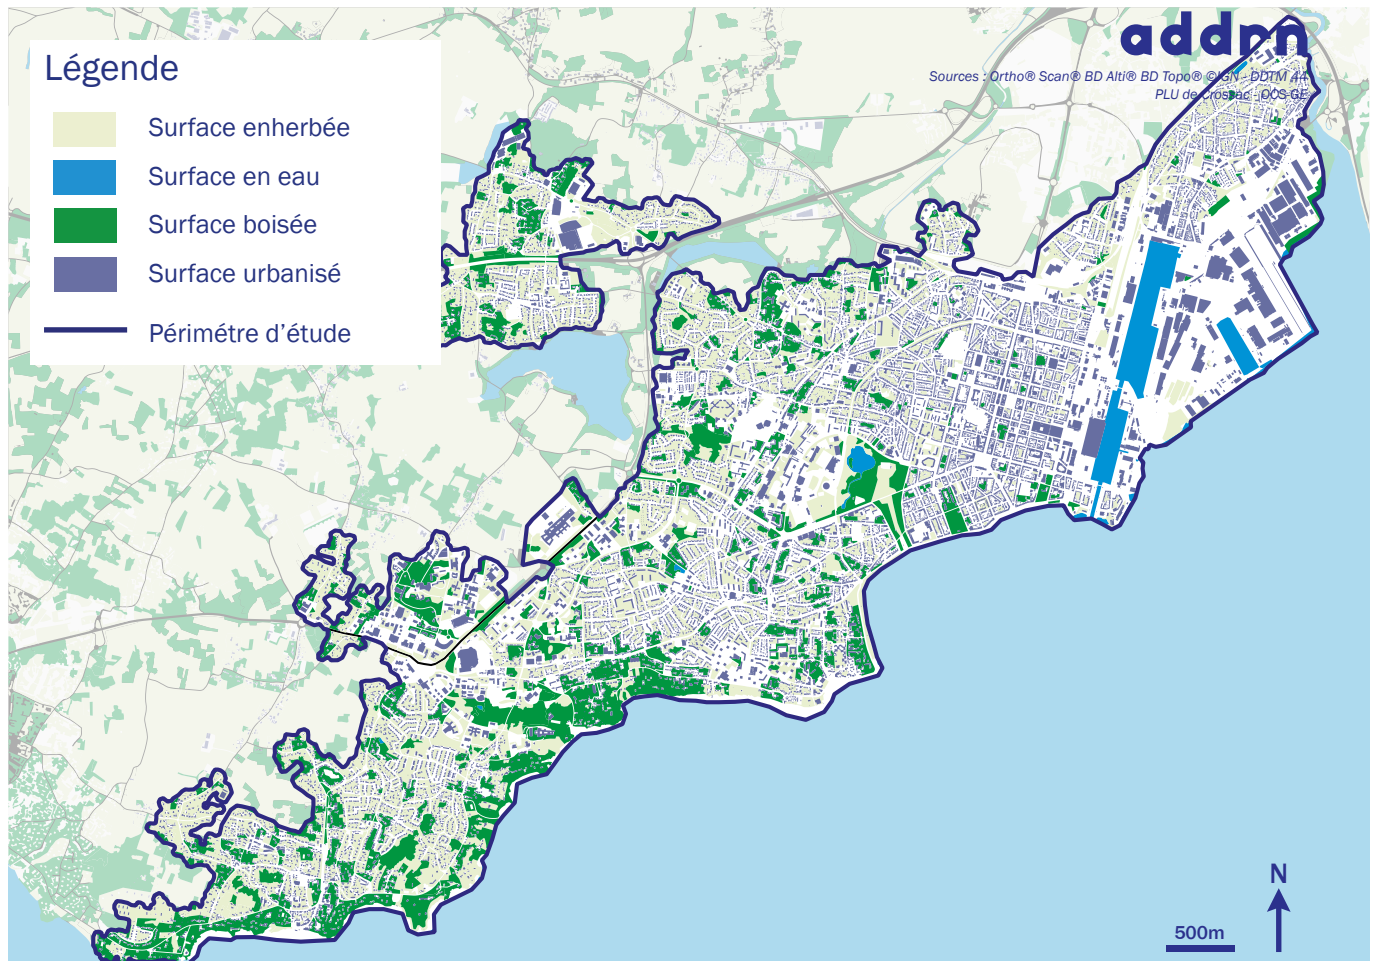 Légende
Surface enherbée
Surface en eau
Surface boisée
Surface urbanisé
Périmétre d'étude
addrn
Sources : Ortho® Scan® BD Alti® BD Topo® ©IGN - DDTM 44
PLU de Crossac - OCS GE
N
500m